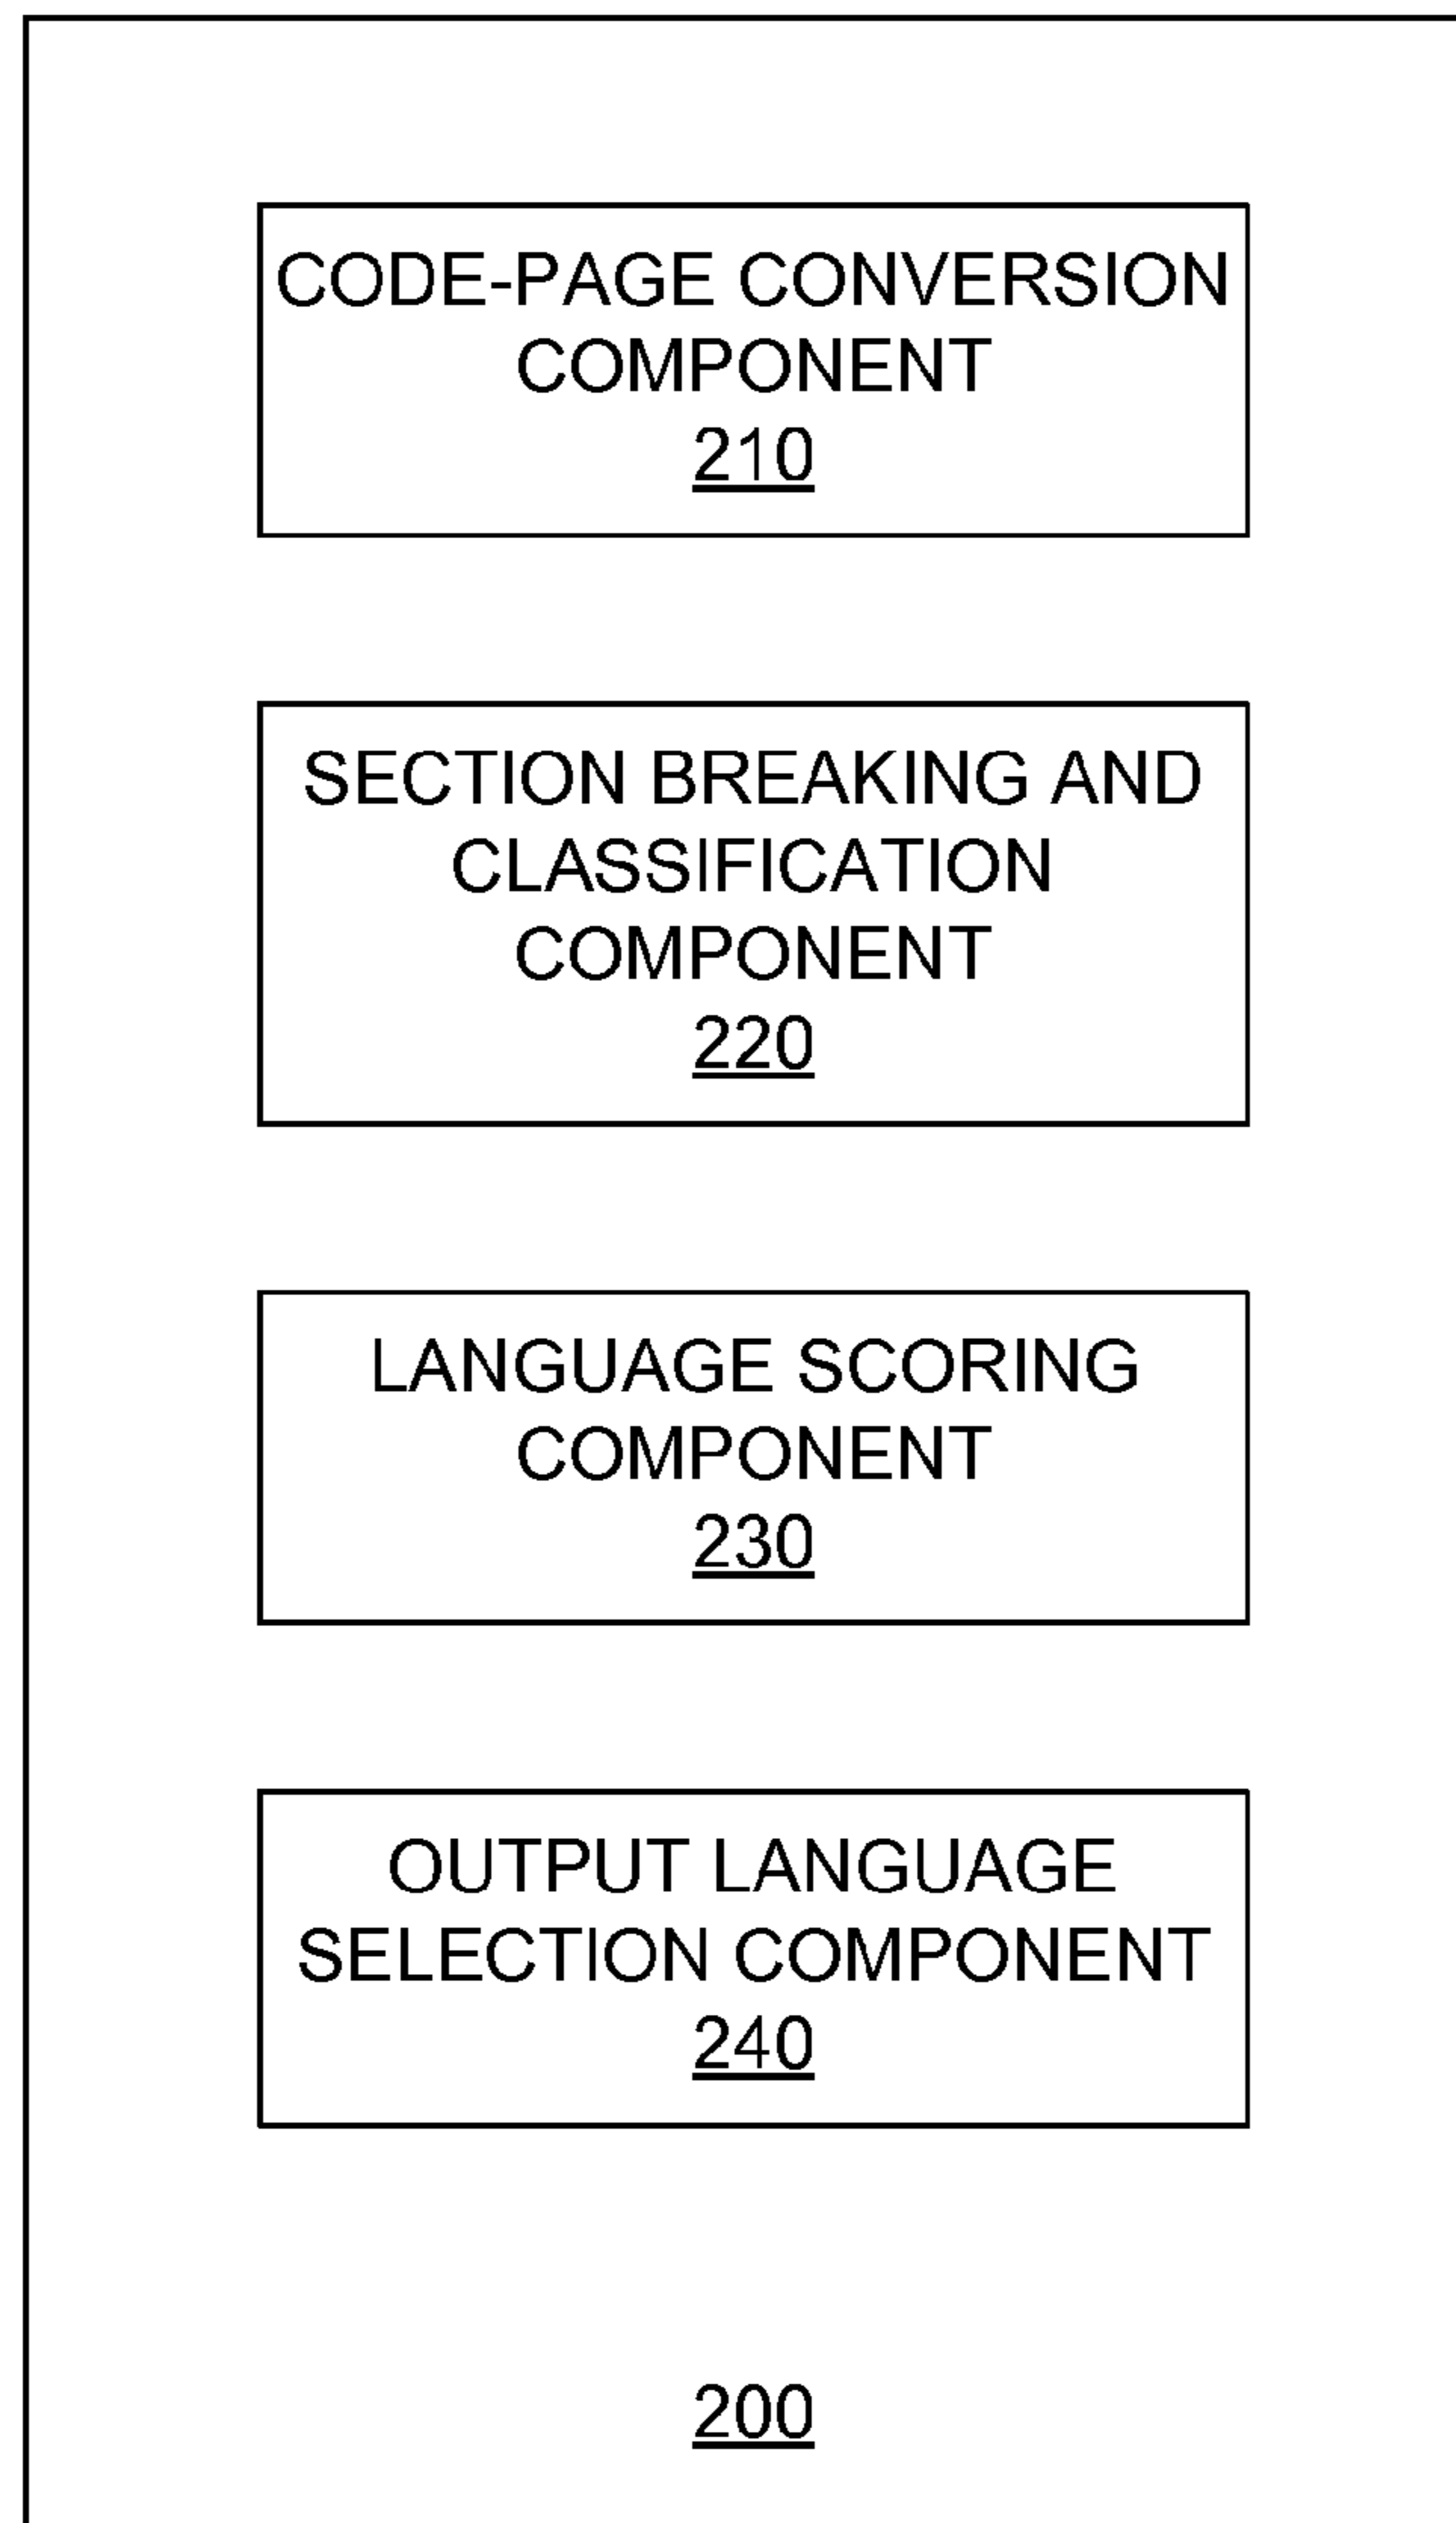 CODE-PAGE CONVERSION
COMPONENT
210
SECTION BREAKING AND
CLASSIFICATION
COMPONENT
220
LANGUAGE SCORING
COMPONENT
230
OUTPUT LANGUAGE
SELECTION COMPONENT
240
200